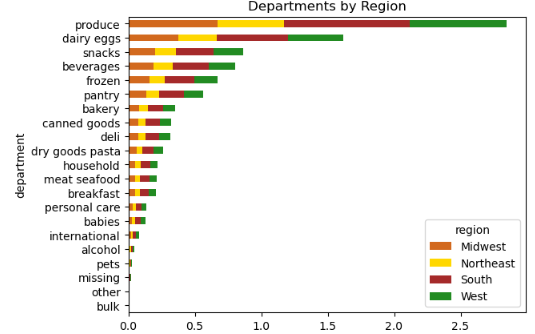 Departments by Region
department
produce
dairy eggs
snacks
beverages
frozen
pantry
bakery
canned goods
deli
dry goods pasta
household
meat seafood
breakfast
personal care
babies
international
alcohol
pets
missing
other
bulk
region
Midwest
Northeast
South
West
0.0 0.5 1.0 1.5 2.0 2.5